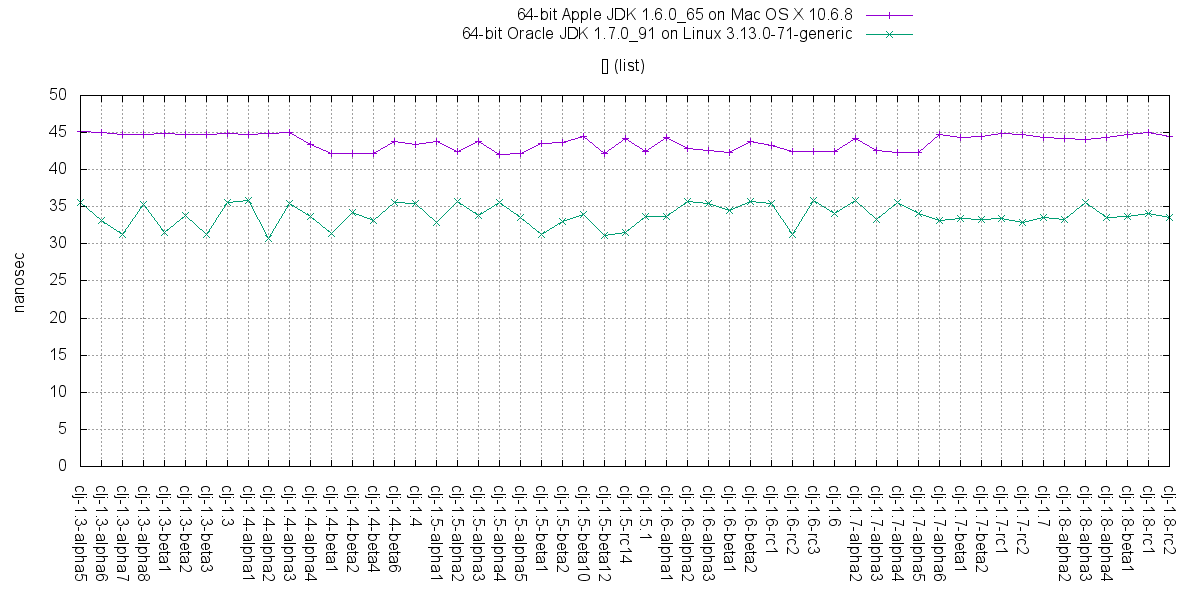 64-bit Apple JDK 1.6.0_65 on Mac OS X 10.6.8
64-bit Oracle JDK 1.7.0_91 on Linux 3.13.0-71-generic
[] (list)
50
45
40
35
30
25
20
15
10
5
0
nanosec
clj-1.3-alpha5
clj-1.3-alpha6
clj-1.3-alpha7
clj-1.3-alpha8
clj-1.3-beta1
clj-1.3-beta2
clj-1.3-beta3
clj-1.3
clj-1.4-alpha1
clj-1.4-alpha2
clj-1.4-alpha3
clj-1.4-alpha4
clj-1.4-beta1
clj-1.4-beta2
clj-1.4-beta4
clj-1.4-beta6
clj-1.4
clj-1.5-alpha1
clj-1.5-alpha2
clj-1.5-alpha3
clj-1.5-alpha4
clj-1.5-alpha5
clj-1.5-beta1
clj-1.5-beta2
clj-1.5-beta10
clj-1.5-beta12
clj-1.5-rc14
clj-1.5.1
clj-1.6-alpha1
clj-1.6-alpha2
clj-1.6-alpha3
clj-1.6-beta1
clj-1.6-beta2
clj-1.6-rc1
clj-1.6-rc2
clj-1.6-rc3
clj-1.6
clj-1.7-alpha2
clj-1.7-alpha3
clj-1.7-alpha4
clj-1.7-alpha5
clj-1.7-alpha6
clj-1.7-beta1
clj-1.7-beta2
clj-1.7-rc1
clj-1.7-rc2
clj-1.7
clj-1.8-alpha2
clj-1.8-alpha3
clj-1.8-alpha4
clj-1.8-beta1
clj-1.8-rc1
clj-1.8-rc2